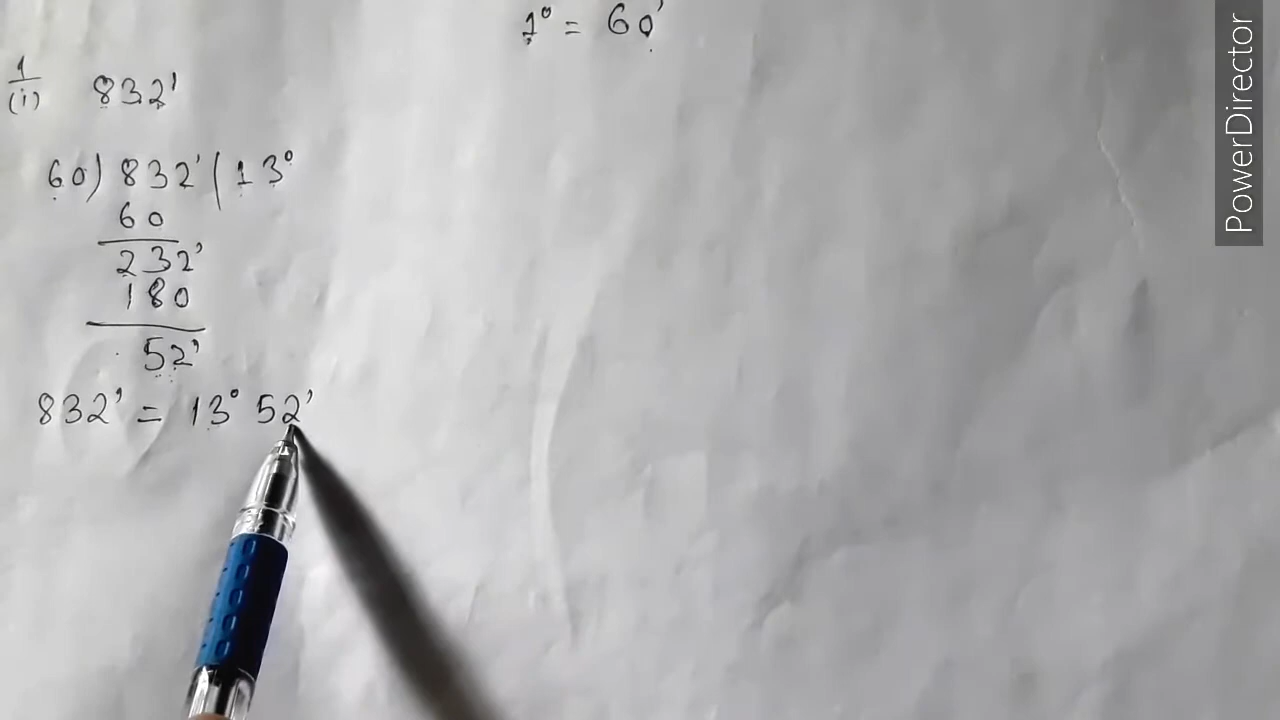 1° = 60'
1/(i) 832'
60) 832' ( 13°
60
232'
180
52'
832' = 13° 52'
PowerDirector